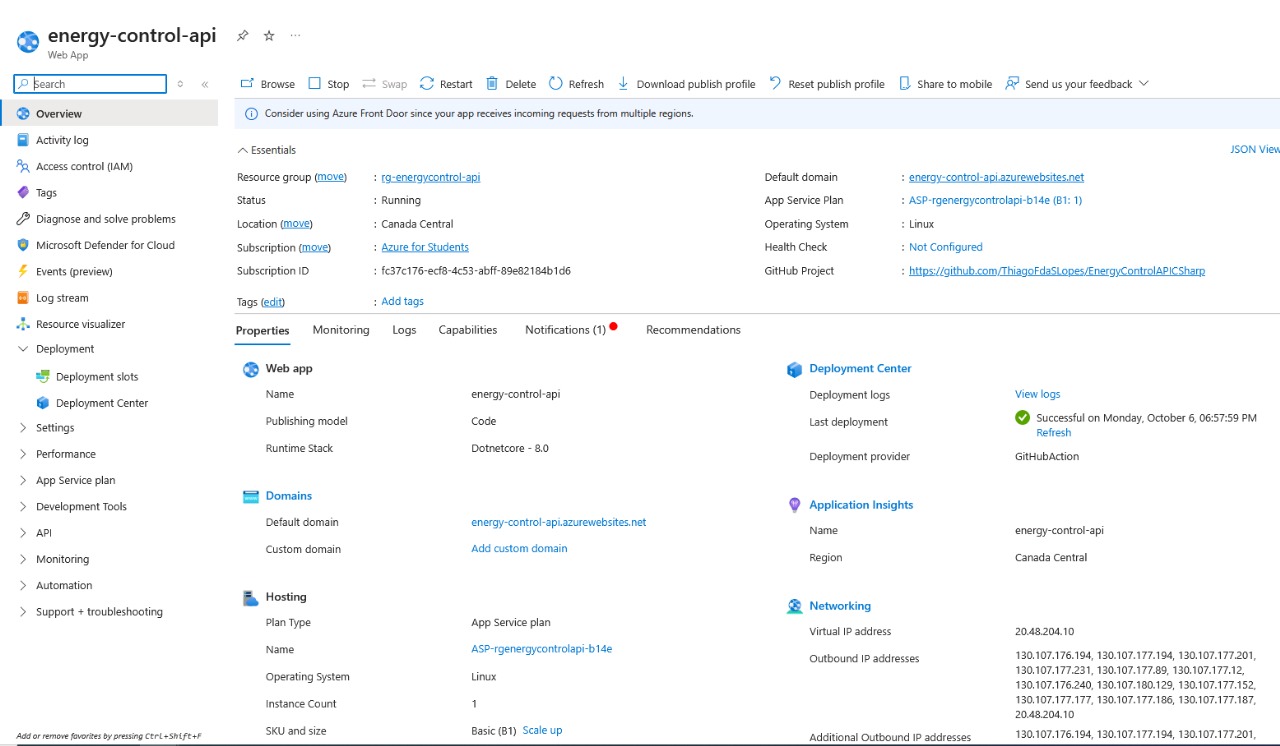 energy-control-api
Web App
Search
Browse Stop Swap Restart Delete Refresh Download publish profile Reset publish profile Share to mobile Send us your feedback
Overview
Activity log
Access control (IAM)
Tags
Diagnose and solve problems
Microsoft Defender for Cloud
Events (preview)
Log stream
Resource visualizer
Deployment
Deployment slots
Deployment Center
Settings
Performance
App Service plan
Development Tools
API
Monitoring
Automation
Support + troubleshooting
Add or remove favorites by pressing Ctrl+Shift+F
Consider using Azure Front Door since your app receives incoming requests from multiple regions.
Essentials
JSON View
Resource group (move) : rg-energycontrol-api
Status : Running
Location (move) : Canada Central
Subscription (move) : Azure for Students
Subscription ID : fc37c176-ecf8-4c53-abff-89e82184b1d6
Tags (edit) : Add tags
Default domain : energy-control-api.azurewebsites.net
App Service Plan : ASP-rgenergycontrolapi-b14e (B1: 1)
Operating System : Linux
Health Check : Not Configured
GitHub Project : https://github.com/ThiagoFdaSLopes/EnergyControlAPICSharp
Properties Monitoring Logs Capabilities Notifications (1) Recommendations
Web app
Name energy-control-api
Publishing model Code
Runtime Stack Dotnetcore - 8.0
Domains
Default domain energy-control-api.azurewebsites.net
Custom domain Add custom domain
Hosting
Plan Type App Service plan
Name ASP-rgenergycontrolapi-b14e
Operating System Linux
Instance Count 1
SKU and size Basic (B1) Scale up
Deployment Center
Deployment logs View logs
Last deployment Successful on Monday, October 6, 06:57:59 PM
Refresh
Deployment provider GitHubAction
Application Insights
Name energy-control-api
Region Canada Central
Networking
Virtual IP address 20.48.204.10
Outbound IP addresses 130.107.176.194, 130.107.177.194, 130.107.177.201,
130.107.177.231, 130.107.177.89, 130.107.177.12,
130.107.176.240, 130.107.180.129, 130.107.177.152,
130.107.177.177, 130.107.177.186, 130.107.177.187,
20.48.204.10
Additional Outbound IP addresses 130.107.176.194, 130.107.177.194, 130.107.177.201,